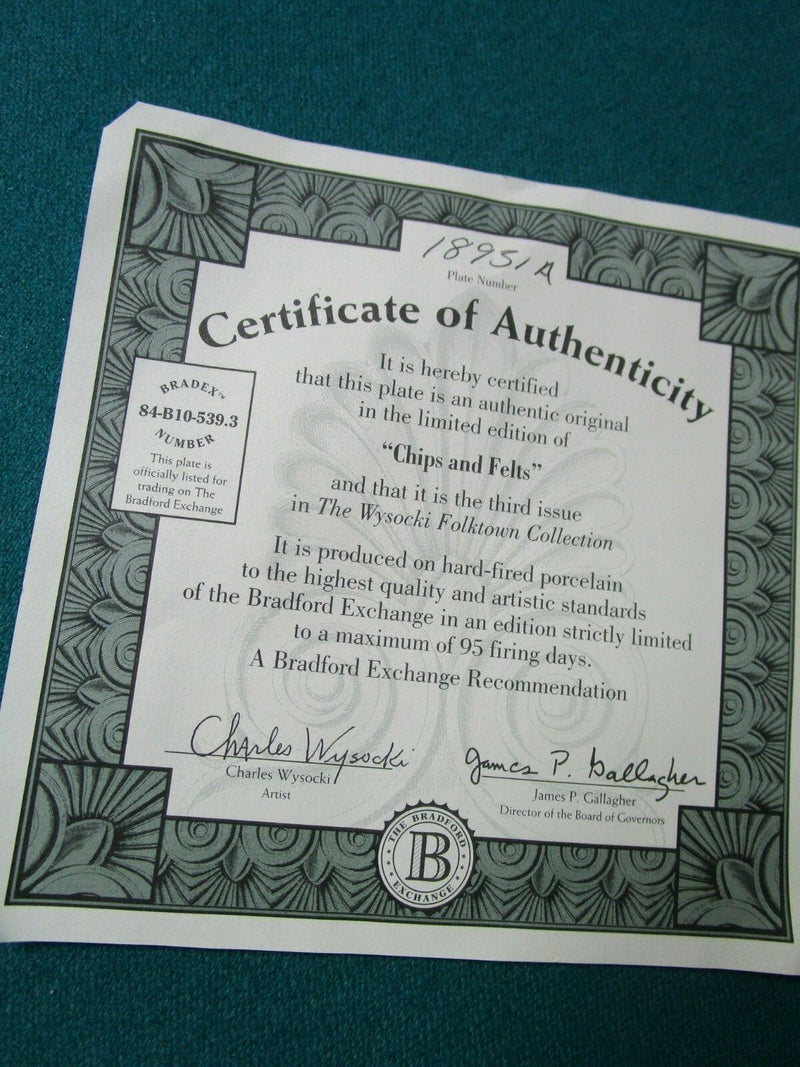 18951A
Plate Number
Certificate of Authenticity
BRADEX™
84-B10-539.3
NUMBER
This plate is
officially listed for
trading on The
Bradford Exchange
It is hereby certified
that this plate is an authentic original
in the limited edition of
“Chips and Felts”
and that it is the third issue
in The Wysocki Folktown Collection
It is produced on hard-fired porcelain
to the highest quality and artistic standards
of the Bradford Exchange in an edition strictly limited
to a maximum of 95 firing days.
A Bradford Exchange Recommendation
Charles Wysocki
Charles Wysocki
Artist
James P. Gallagher
James P. Gallagher
Director of the Board of Governors
THE BRADFORD
B
EXCHANGE